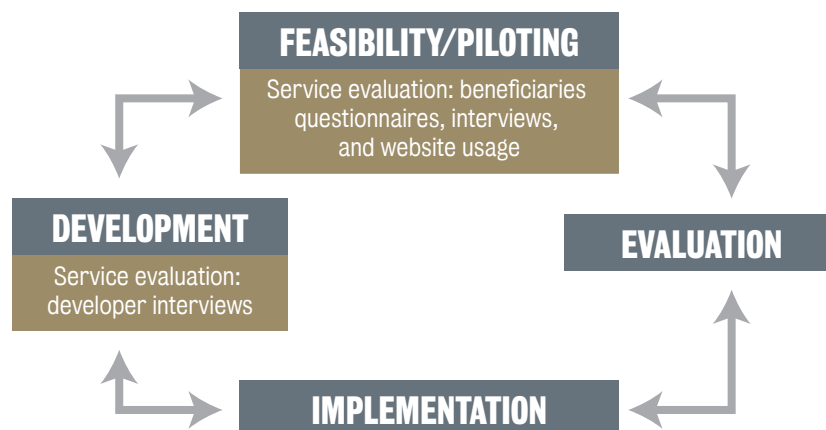 FEASIBILITY/PILOTING
Service evaluation: beneficiaries
questionnaires, interviews,
and website usage
DEVELOPMENT
Service evaluation:
developer interviews
EVALUATION
IMPLEMENTATION